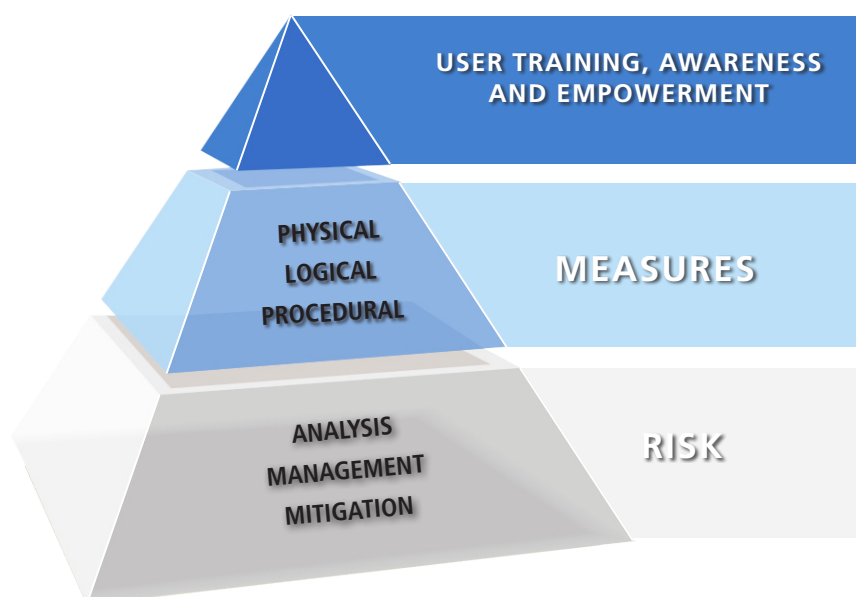 USER TRAINING, AWARENESS
AND EMPOWERMENT
PHYSICAL
LOGICAL
PROCEDURAL
MEASURES
ANALYSIS
MANAGEMENT
MITIGATION
RISK